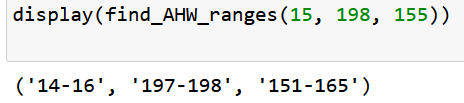 display(find_AHW_ranges(15, 198, 155))
('14-16', '197-198', '151-165')